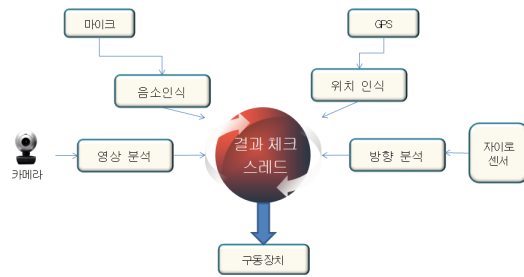 마이크
GPS
음소인식
위치 인식
결과 체크
스레드
카메라
영상 분석
방향 분석
자이로
센서
구동장치